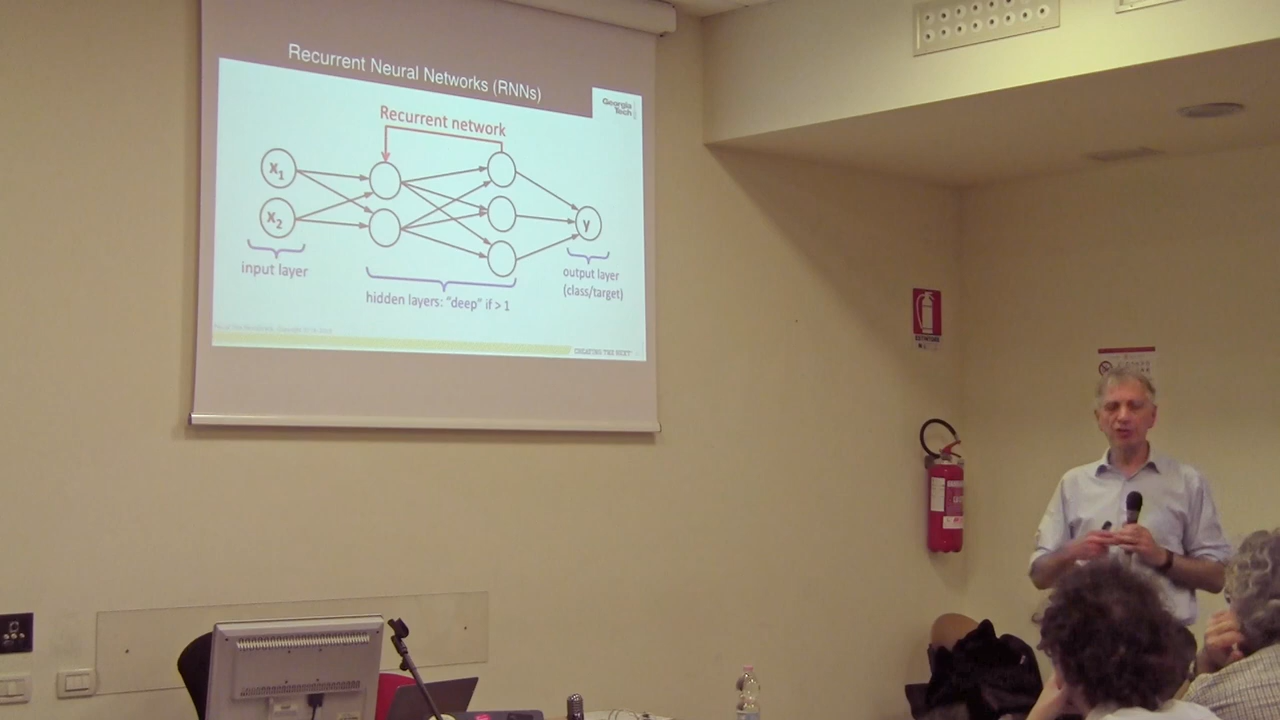 Recurrent Neural Networks (RNNs)
Georgia
Tech
Recurrent network
x1
x2
y
input layer
hidden layers: "deep" if > 1
output layer
(class/target)
CREATING THE NEXT
ESTINTORE